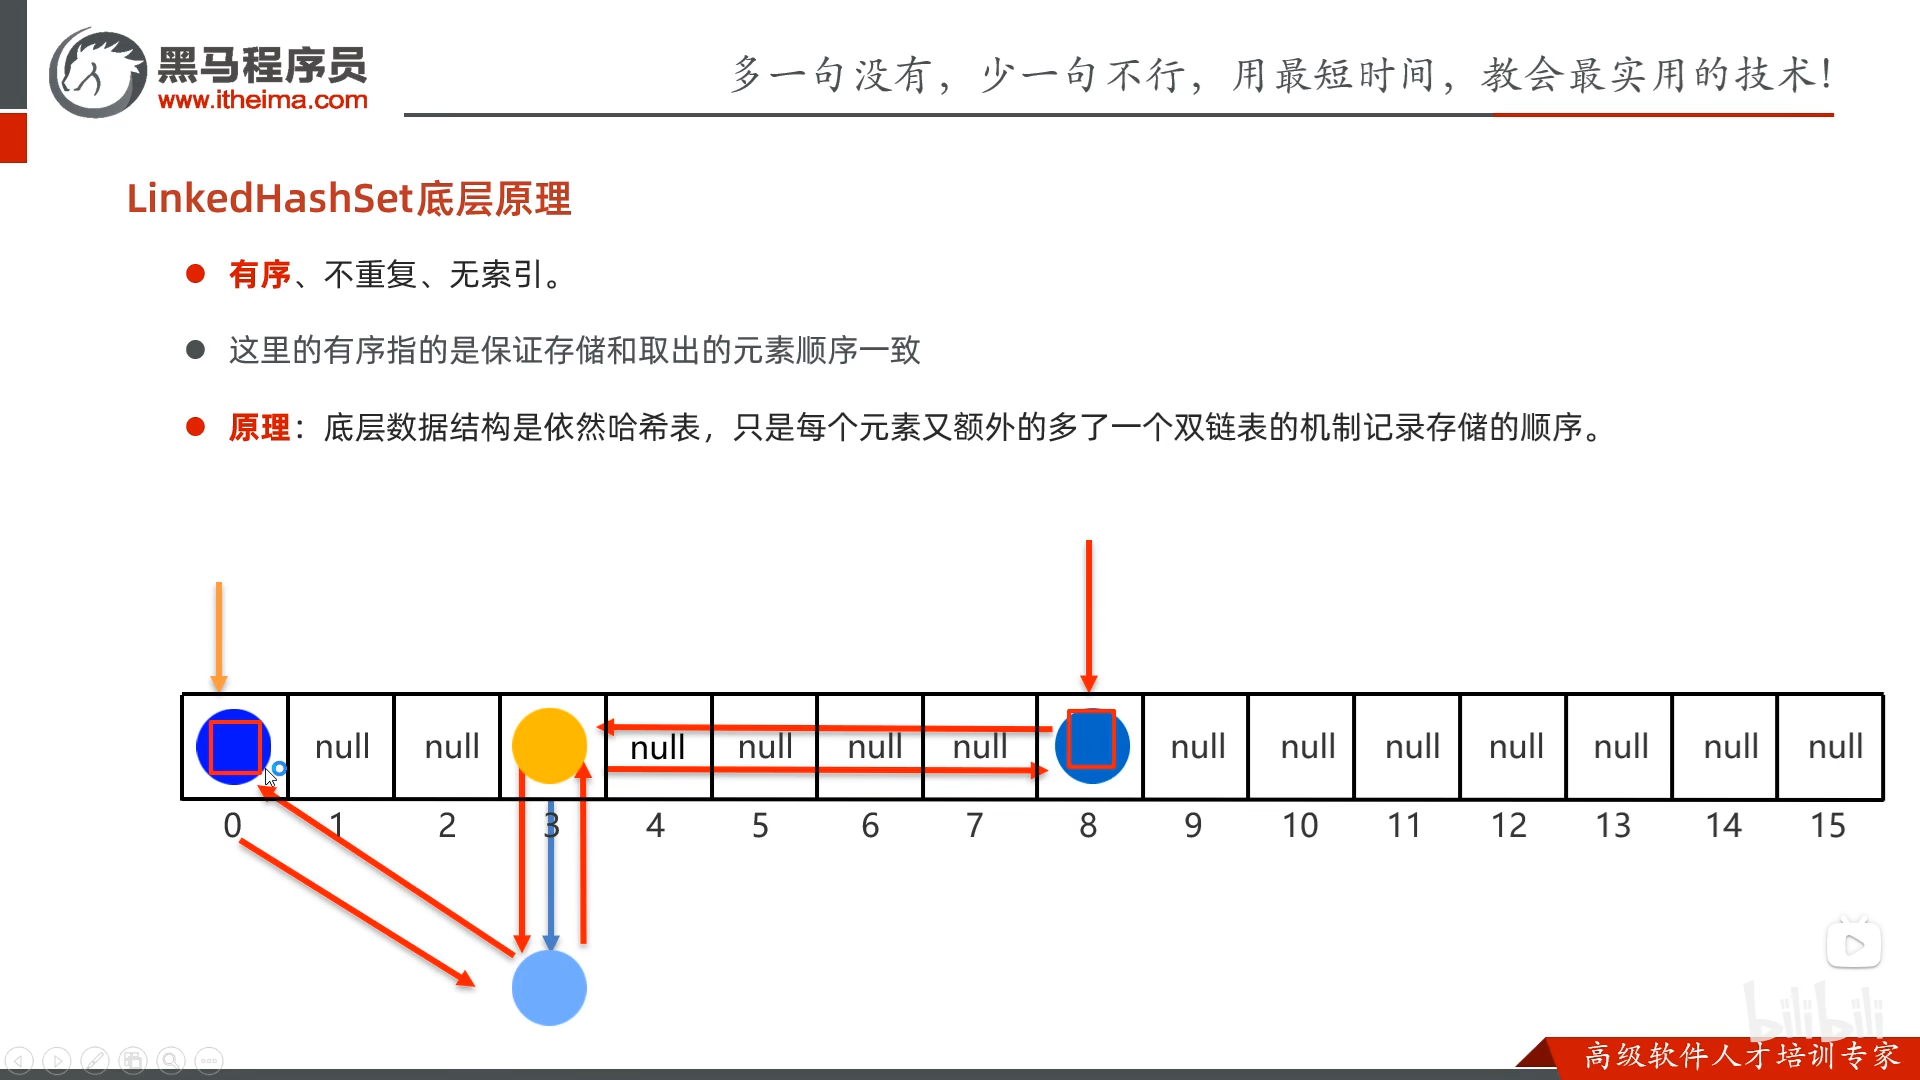 黑马程序员
www.itheima.com
多一句没有，少一句不行，用最短时间，教会最实用的技术！
LinkedHashSet底层原理
有序、不重复、无索引。
这里的有序指的是保证存储和取出的元素顺序一致
原理：底层数据结构是依然哈希表，只是每个元素又额外的多了一个双链表的机制记录存储的顺序。
null null null null null null null null null null null null null
0 1 2 3 4 5 6 7 8 9 10 11 12 13 14 15
bilibili
高级软件人才培训专家